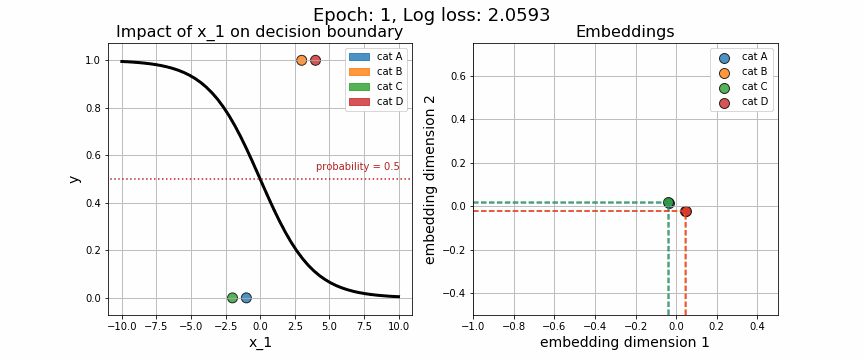 Epoch: 1, Log loss: 2.0593
Impact of x_1 on decision boundary
1.0
0.8
0.6
0.4
0.2
0.0
y
cat A
cat B
cat C
cat D
probability = 0.5
−10.0 −7.5 −5.0 −2.5 0.0 2.5 5.0 7.5 10.0
x_1
Embeddings
0.6
0.4
0.2
0.0
−0.2
−0.4
embedding dimension 2
cat A
cat B
cat C
cat D
−1.0 −0.8 −0.6 −0.4 −0.2 0.0 0.2 0.4
embedding dimension 1